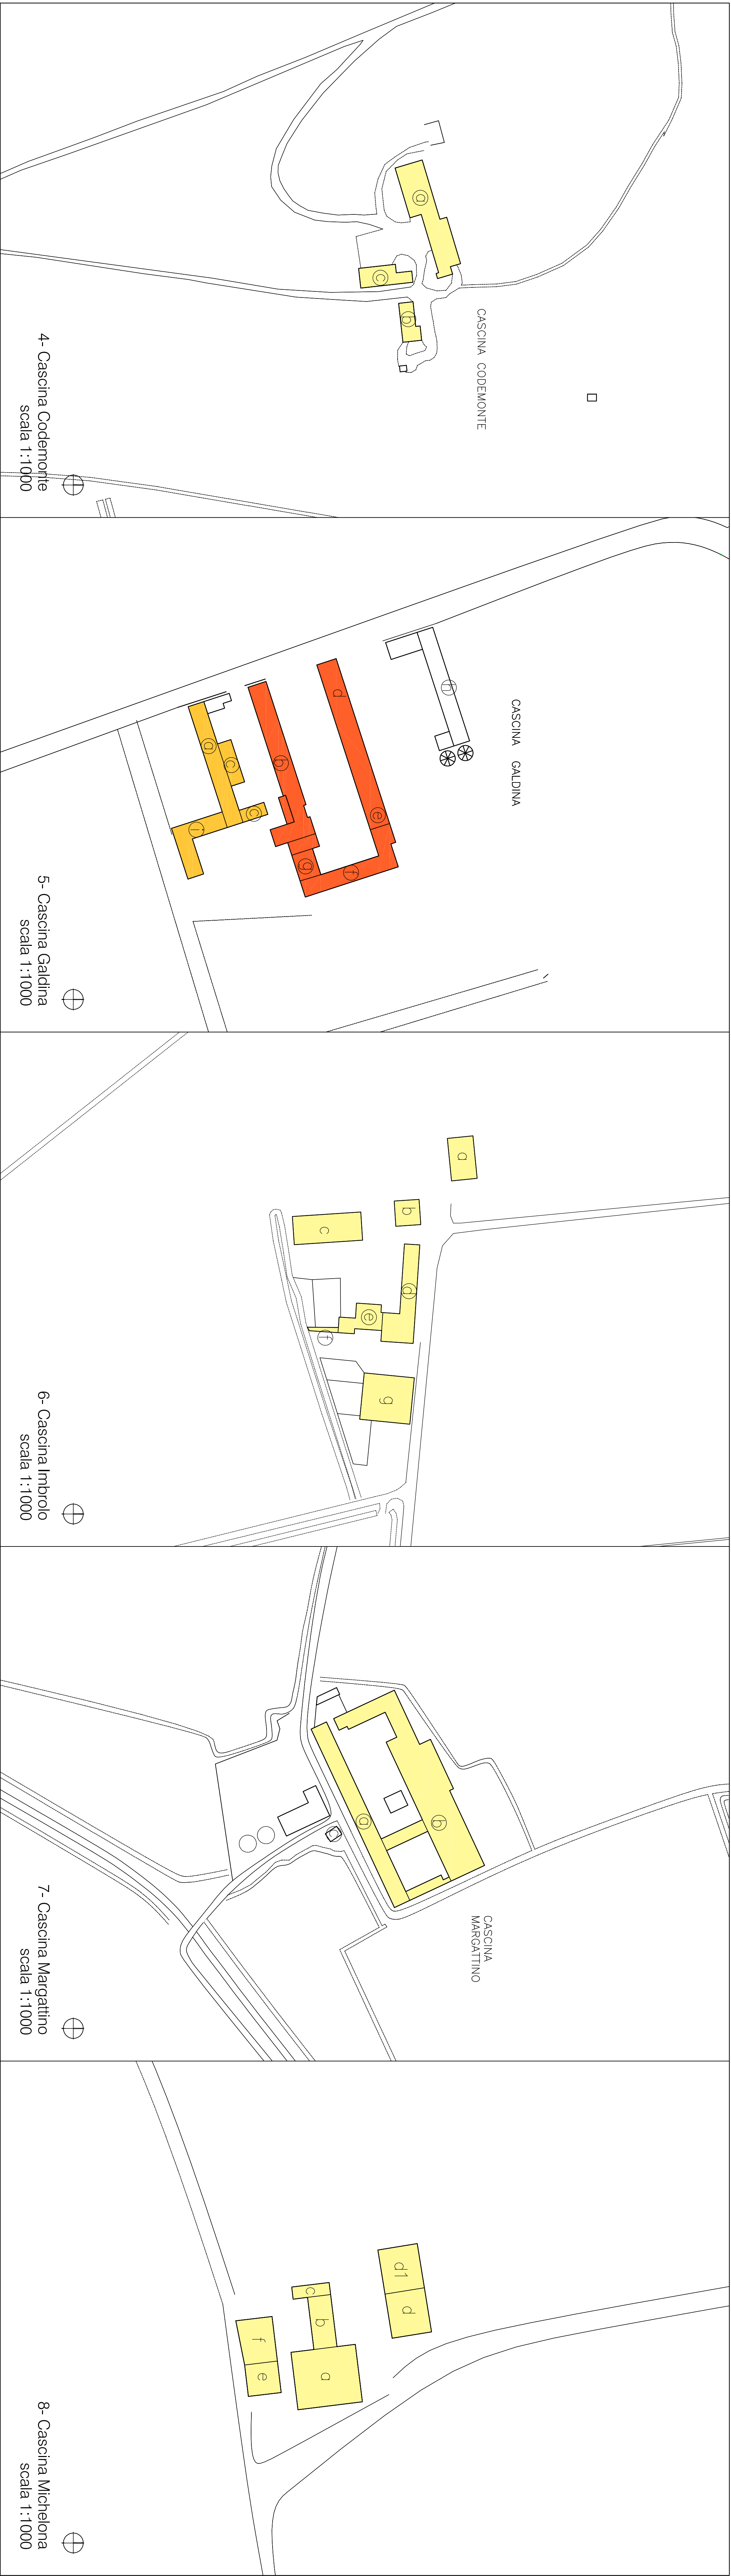 CASCINA CODEMONTE
a
b
c
4- Cascina Codemonte
scala 1:1000
CASCINA GALDINA
h
d
e
b
f
g
a
c
c
i
5- Cascina Galdina
scala 1:1000
a
b
c
d
e
f
g
6- Cascina Imbrolo
scala 1:1000
CASCINA
MARGATTINO
b
a
7- Cascina Margattino
scala 1:1000
d1
d
c
b
a
f
e
8- Cascina Michelona
scala 1:1000